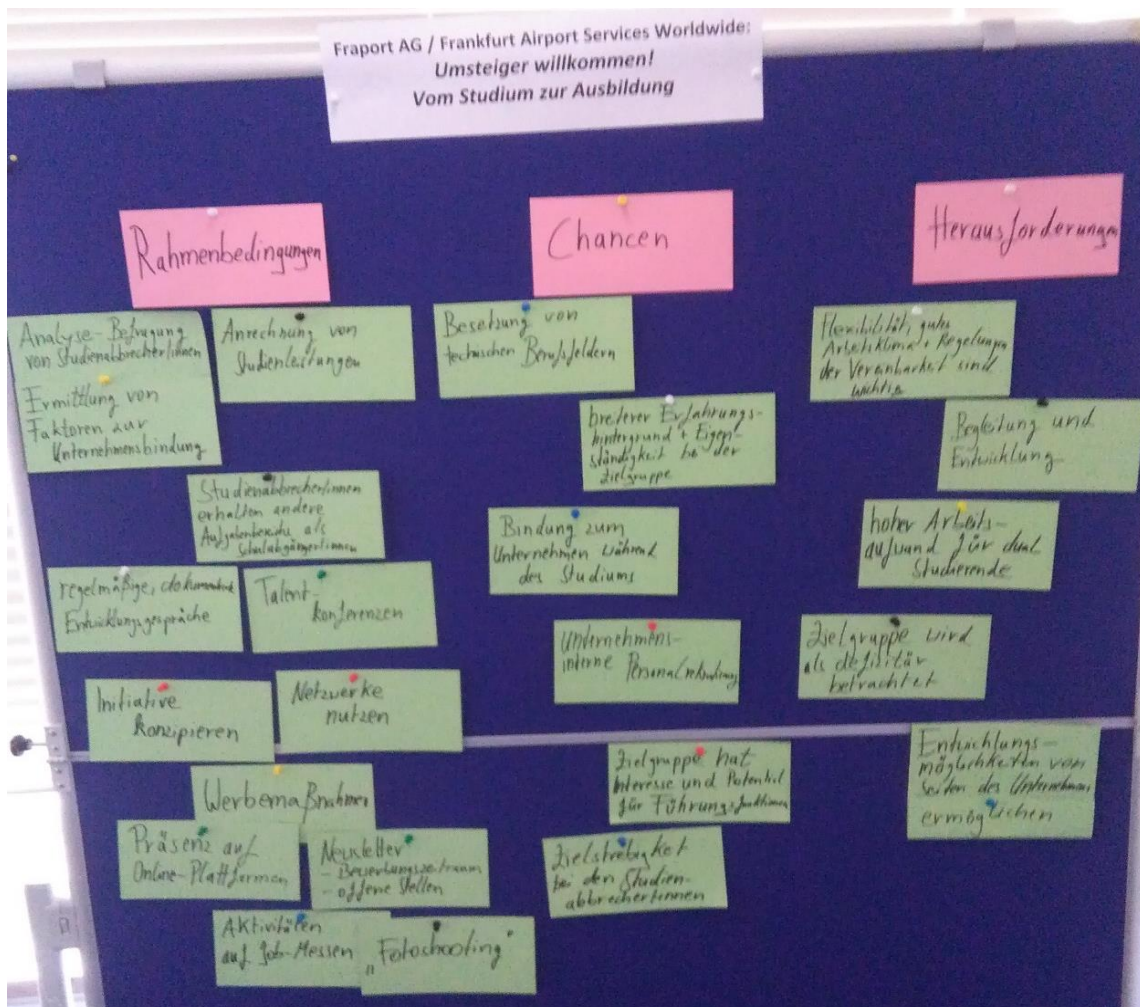 Fraport AG / Frankfurt Airport Services Worldwide:
Umsteiger willkommen!
Vom Studium zur Ausbildung
Rahmenbedingungen
Analyse-Befragung
von Studienabbrecher/innen
Ermittlung von
Faktoren zur
Unternehmensbindung
Anrechnung von
Studienleistungen
Studienabbrecher/innen
erhalten andere
Aufgabenbereiche als
Schulabgänger/innen
regelmäßige, dokumentierte
Entwicklungsgespräche
Talent-
konferenzen
Initiative
konzipieren
Netzwerke
nutzen
Werbemaßnahmen
Präsenz auf
Online-Plattformen
Newsletter
- Bewerbungszeitraum
- offene Stellen
Aktivitäten
auf Job-Messen
„Fotoshooting"
Chancen
Besetzung von
technischen Berufsfeldern
breiterer Erfahrungs-
hintergrund + Eigen-
ständigkeit bei der
Zielgruppe
Bindung zum
Unternehmen während
des Studiums
Unternehmens-
interne
Zielgruppe hat
Interesse und Potential
für Führungsfunktionen
Zielstrebigkeit
bei den Studien-
abbrecher/innen
Herausforderungen
Flexibilität, gutes
Arbeitsklima + Regelungen
der Vereinbarkeit sind
wichtig
Begleitung und
Entwicklung
hoher Arbeits-
aufwand für dual
Studierende
Zielgruppe wird
als defizitär
betrachtet
Entwicklungs-
möglichkeiten von
Seiten des Unternehmens
ermöglichen